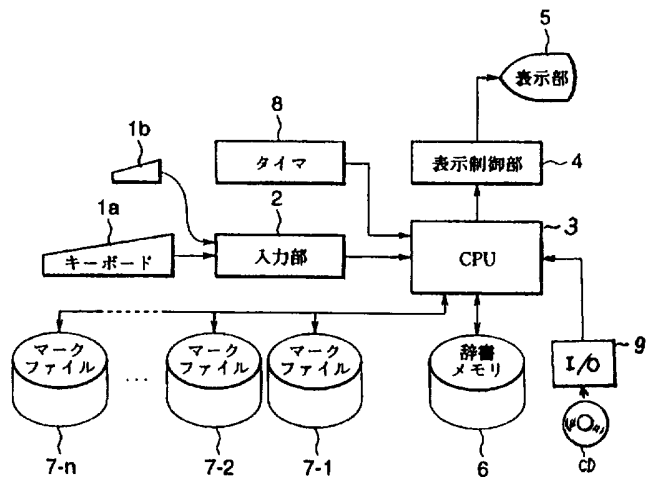 5
表示部
8
1b
タイマ
表示制御部
4
1a
2
3
キーボード
入力部
CPU
マーク
ファイル
...
マーク
ファイル
マーク
ファイル
辞書
メモリ
I/O
9
7-n
7-2
7-1
6
CD